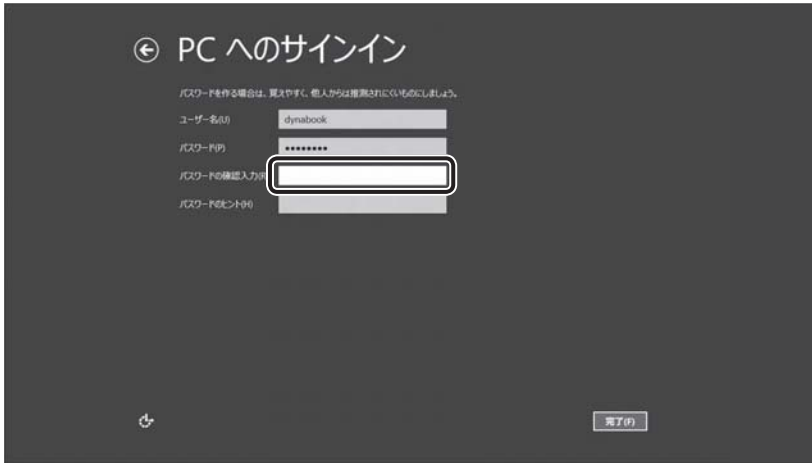 PC へのサインイン
パスワードを作る場合は、覚えやすく、他人からは推測されにくいものにしましょう。
ユーザー名(U) dynabook
パスワード(P) ••••••••
パスワードの確認入力(R
パスワードのヒント(H)
完了(F)